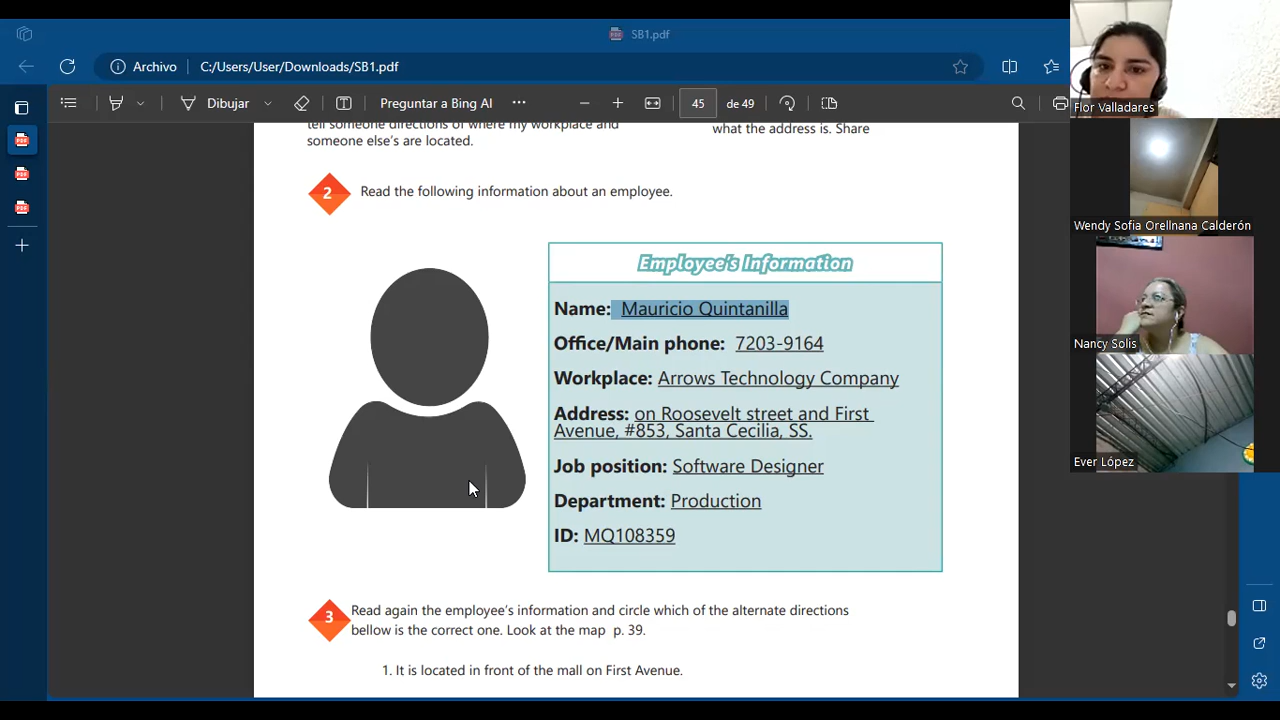 SB1.pdf
Archivo C:/Users/User/Downloads/SB1.pdf
Dibujar Preguntar a Bing AI 45 de 49
tell someone directions of where my workplace and
someone else's are located.
what the address is. Share
2 Read the following information about an employee.
Employee's Information
Name: Mauricio Quintanilla
Office/Main phone: 7203-9164
Workplace: Arrows Technology Company
Address: on Roosevelt street and First
Avenue, #853, Santa Cecilia, SS.
Job position: Software Designer
Department: Production
ID: MQ108359
3 Read again the employee's information and circle which of the alternate directions
bellow is the correct one. Look at the map p. 39.
1. It is located in front of the mall on First Avenue.
Flor Valladares
Wendy Sofia Orellnana Calderón
Nancy Solis
Ever López